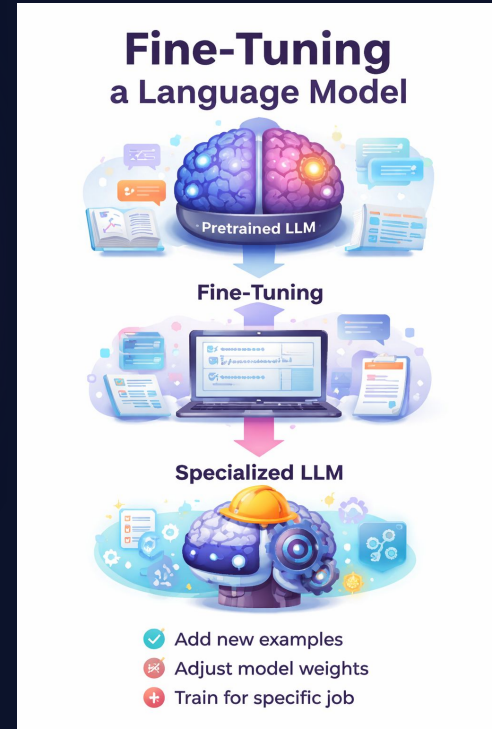 Fine-Tuning
a Language Model
Pretrained LLM
Fine-Tuning
Specialized LLM
Add new examples
Adjust model weights
Train for specific job